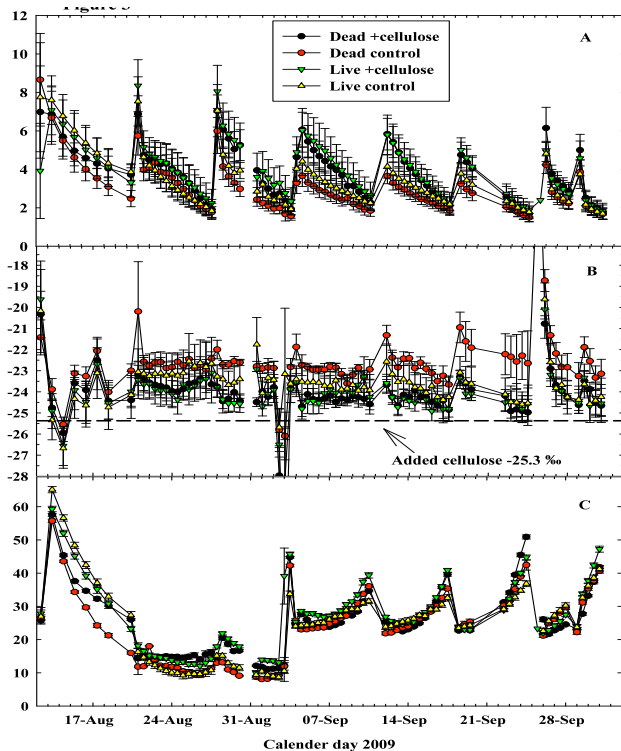 Figure 5
Dead +cellulose
Dead control
Live +cellulose
Live control
A
12
10
8
6
4
2
0
B
-18
-19
-20
-21
-22
-23
-24
-25
-26
-27
-28
Added cellulose -25.3 ‰
C
60
50
40
30
20
10
0
17-Aug
24-Aug
31-Aug
07-Sep
14-Sep
21-Sep
28-Sep
Calender day 2009